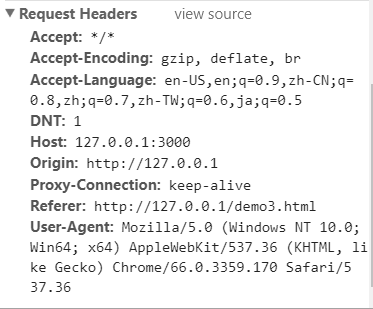 ▼ Request Headers    view source
Accept: */*
Accept-Encoding: gzip, deflate, br
Accept-Language: en-US,en;q=0.9,zh-CN;q=
0.8,zh;q=0.7,zh-TW;q=0.6,ja;q=0.5
DNT: 1
Host: 127.0.0.1:3000
Origin: http://127.0.0.1
Proxy-Connection: keep-alive
Referer: http://127.0.0.1/demo3.html
User-Agent: Mozilla/5.0 (Windows NT 10.0;
Win64; x64) AppleWebKit/537.36 (KHTML, li
ke Gecko) Chrome/66.0.3359.170 Safari/5
37.36